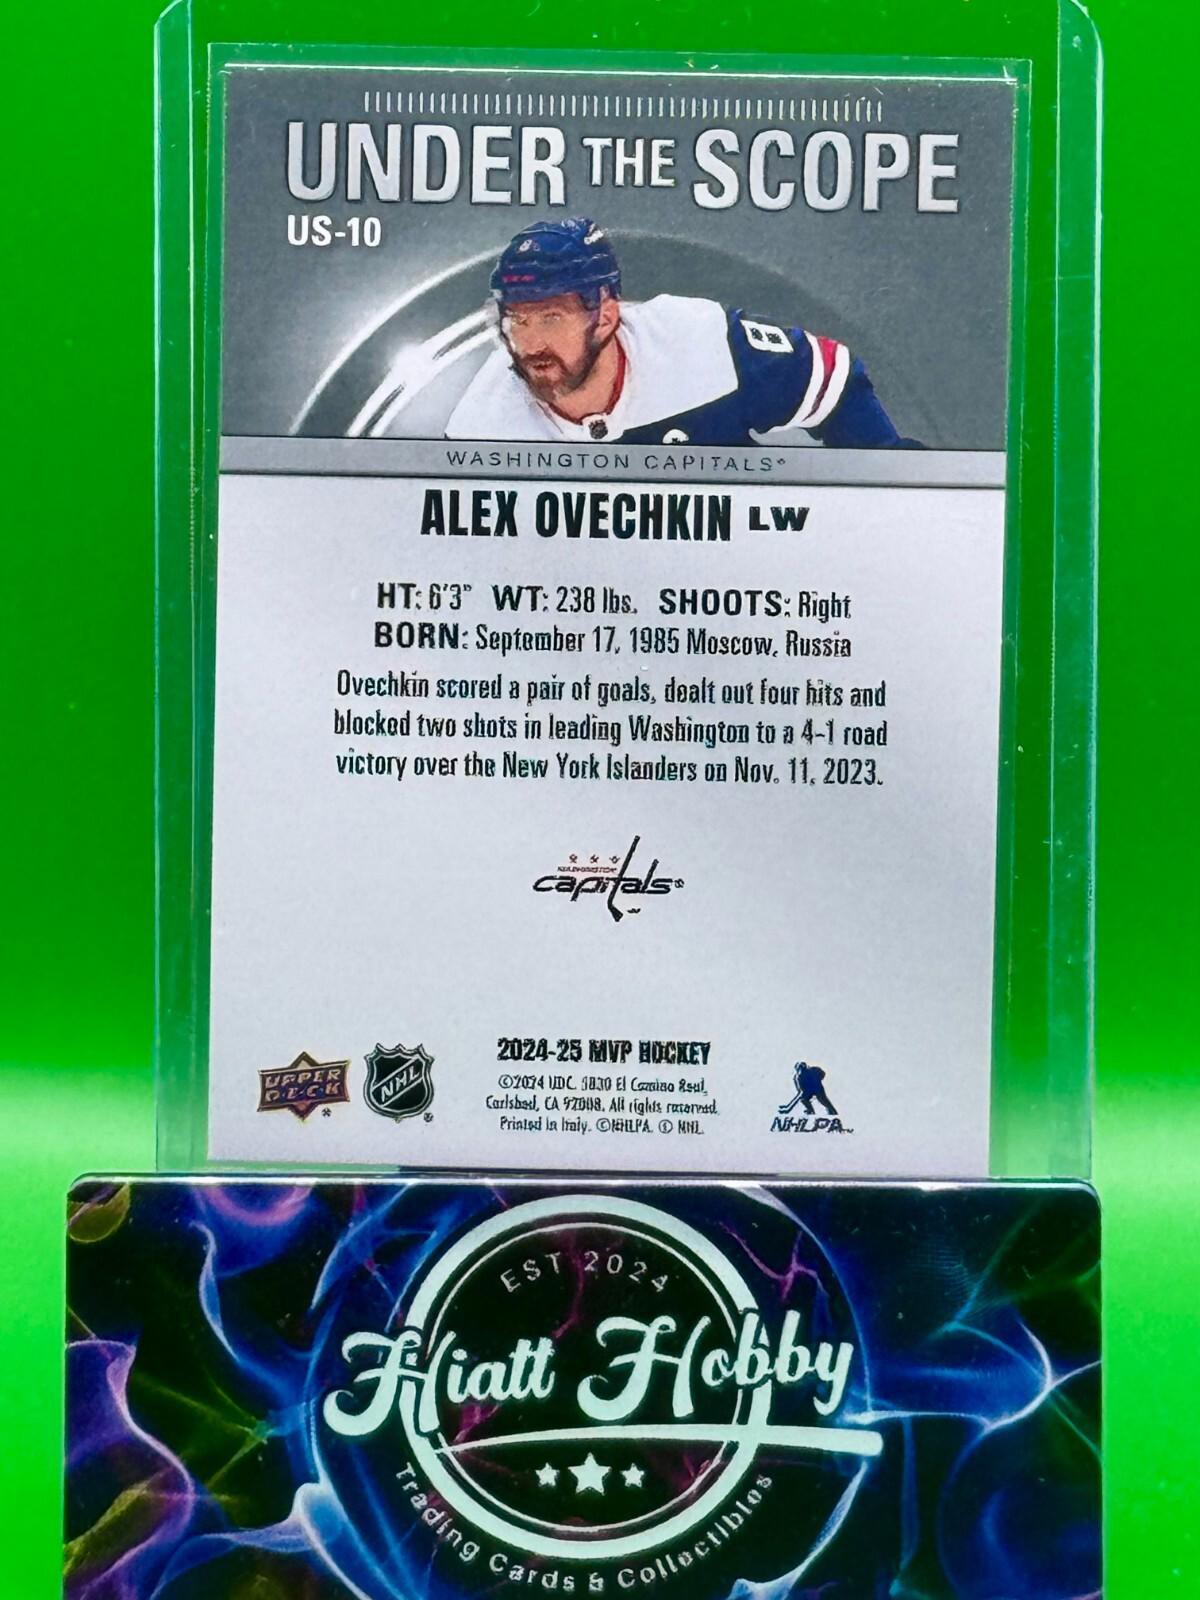 UNDER THE SCOPE
US-10
8
WASHINGTON CAPITALS®
ALEX OVECHKIN LW
HT: 6'3" WT: 238 lbs. SHOOTS: Right
BORN: September 17, 1985 Moscow, Russia
Ovechkin scored a pair of goals, dealt out four hits and
blocked two shots in leading Washington to a 4-1 road
victory over the New York Islanders on Nov. 11, 2023.
WASHINGTON
capitals®
2024-25 MVP HOCKEY
UPPER
DECK
NHL
©2024 UDC. 5830 El Camino Real,
Carlsbad, CA 92008. All rights reserved.
Printed in Italy. ©NHLPA. © NHL.
NHLPA
EST 2024
Hiatt Hobby
Trading Cards & Collectibles